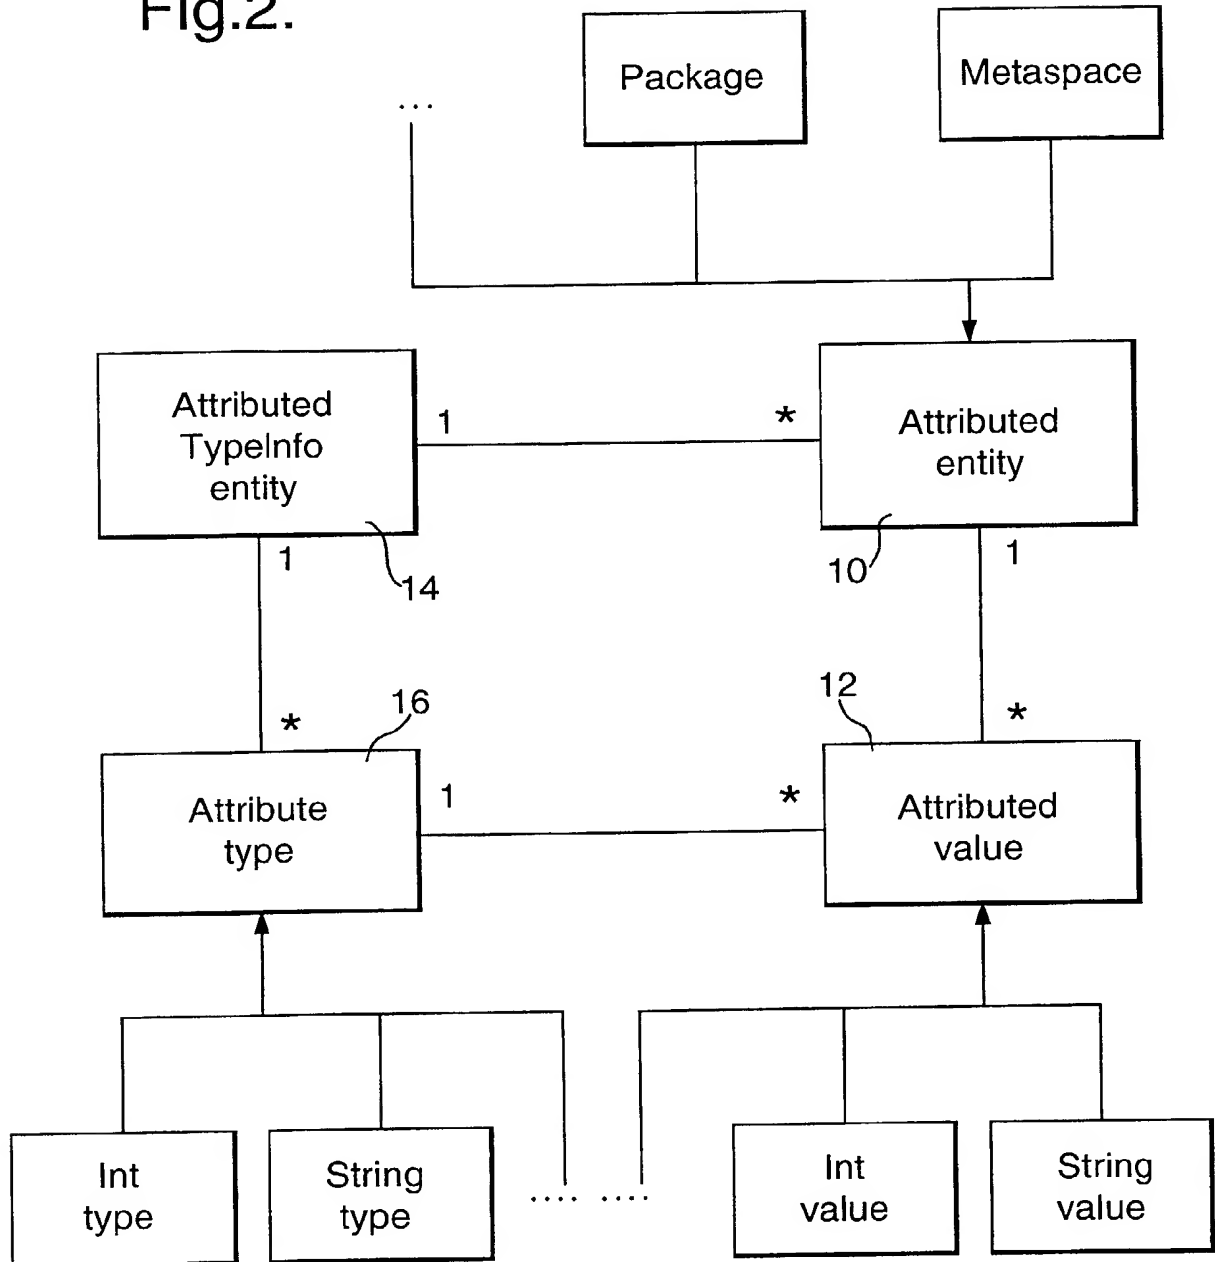 Fig.2.
Package
Metaspace
...
Attributed
TypeInfo
entity
1
*
Attributed
entity
14
10
1
1
16
12
*
*
Attribute
type
1
*
Attributed
value
Int
type
String
type
.... ....
Int
value
String
value